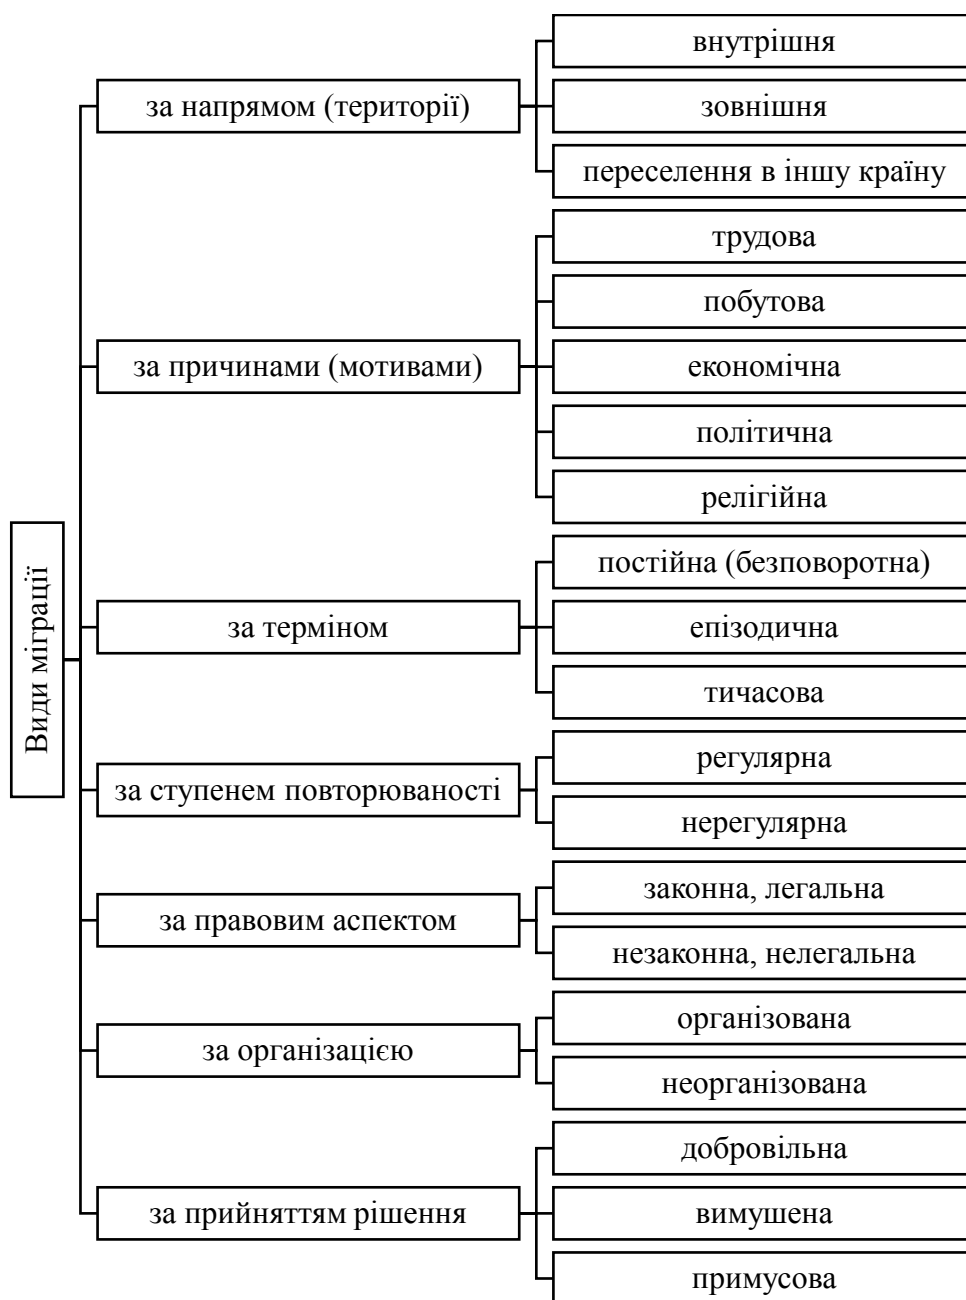 Види міграції
за напрямом (території)
внутрішня
зовнішня
переселення в іншу країну
за причинами (мотивами)
трудова
побутова
економічна
політична
релігійна
за терміном
постійна (безповоротна)
епізодична
тичасова
за ступенем повторюваності
регулярна
нерегулярна
за правовим аспектом
законна, легальна
незаконна, нелегальна
за організацією
організована
неорганізована
за прийняттям рішення
добровільна
вимушена
примусова